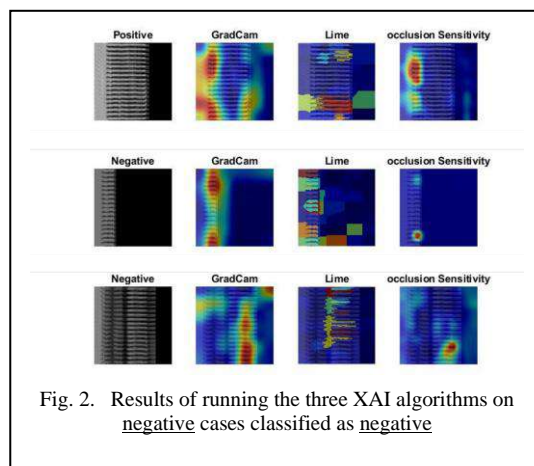 Positive GradCam Lime occlusion Sensitivity
Negative GradCam Lime occlusion Sensitivity
Negative GradCam Lime occlusion Sensitivity
Fig. 2. Results of running the three XAI algorithms on
negative cases classified as negative